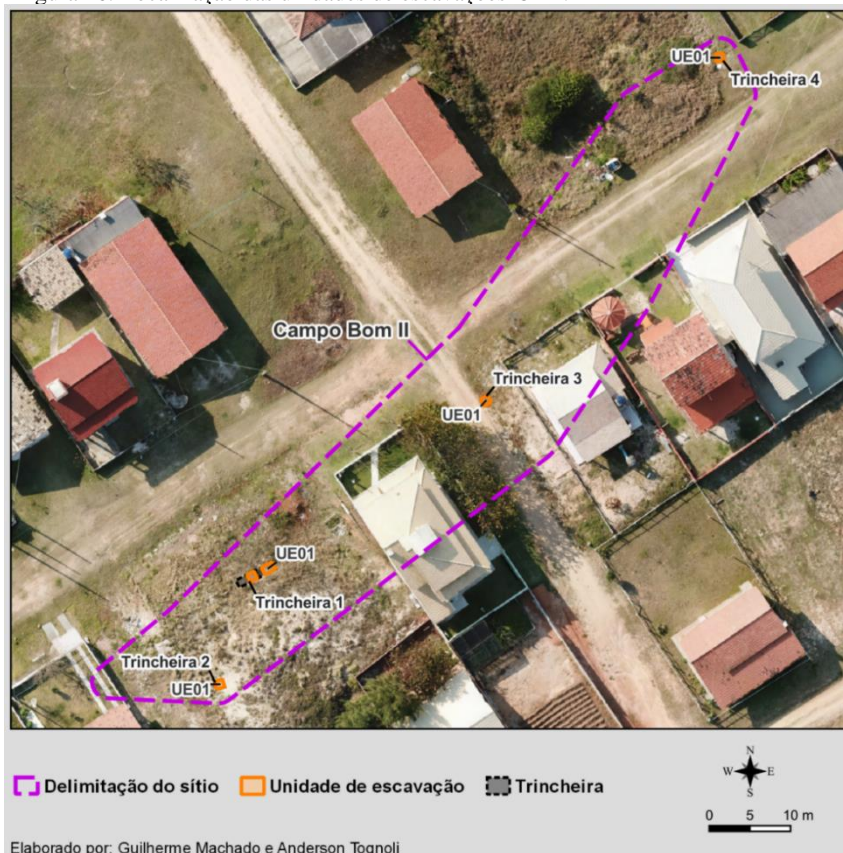 UE01
Trincheira 4
Campo Bom II
Trincheira 3
UE01
UE01
Trincheira 1
Trincheira 2
UE01
Delimitação do sítio Unidade de escavação Trincheira
N
W E
S
0 5 10 m
Elaborado por: Guilherme Machado e Anderson Tognoli